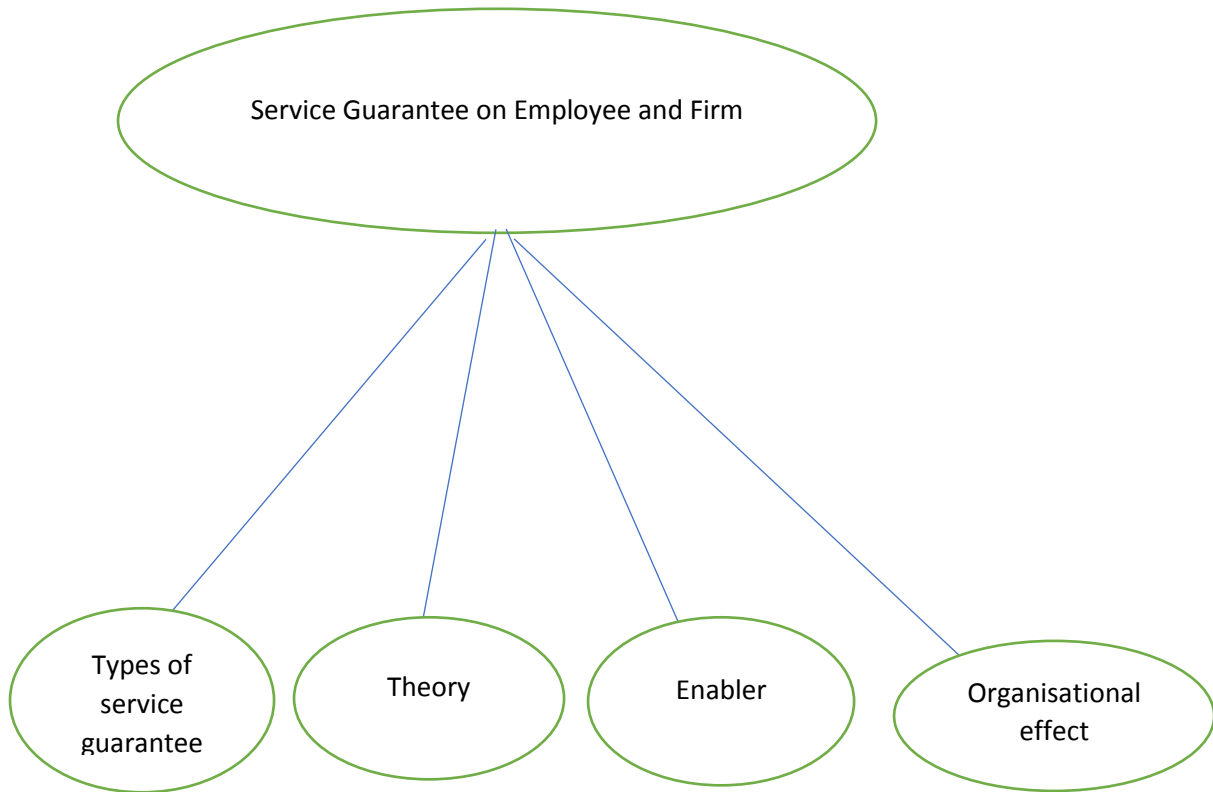 Service Guarantee on Employee and Firm
Types of
service
guarantee
Theory
Enabler
Organisational
effect